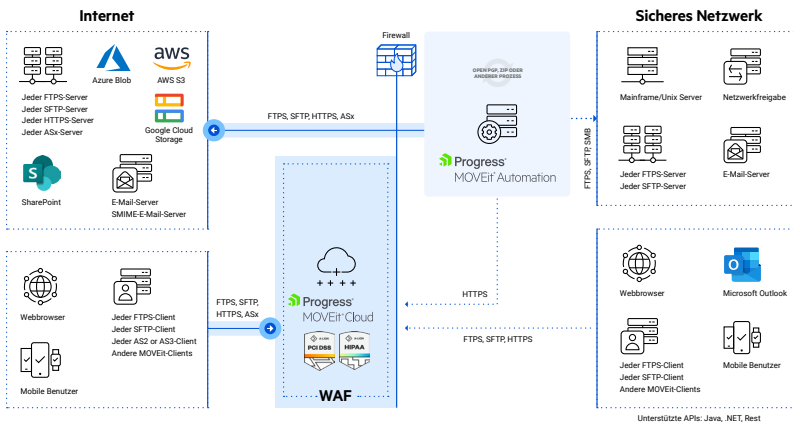 Internet
Azure Blob
aws
AWS S3
Jeder FTPS-Server
Jeder SFTP-Server
Jeder HTTPS-Server
Jeder ASx-Server
Google Cloud
Storage
S
SharePoint
E-Mail-Server
SMIME-E-Mail-Server
Webbrowser
Jeder FTPS-Client
Jeder SFTP-Client
Jeder AS2 or AS3-Client
Andere MOVEit-Clients
Mobile Benutzer
FTPS, SFTP, HTTPS, ASx
FTPS, SFTP,
HTTPS, ASx
Firewall
OPEN PGP, ZIP ODER
ANDERER PROZESS
Progress®
MOVEit® Automation
Progress®
MOVEit® Cloud
PCI DSS
HIPAA
WAF
HTTPS
FTPS, SFTP, HTTPS
FTPS, SFTP, SMB
Sicheres Netzwerk
Mainframe/Unix Server
Netzwerkfreigabe
Jeder FTPS-Server
Jeder SFTP-Server
E-Mail-Server
Webbrowser
O
Microsoft Outlook
Jeder FTPS-Client
Jeder SFTP-Client
Andere MOVEit-Clients
Mobile Benutzer
Unterstützte APIs: Java, .NET, Rest